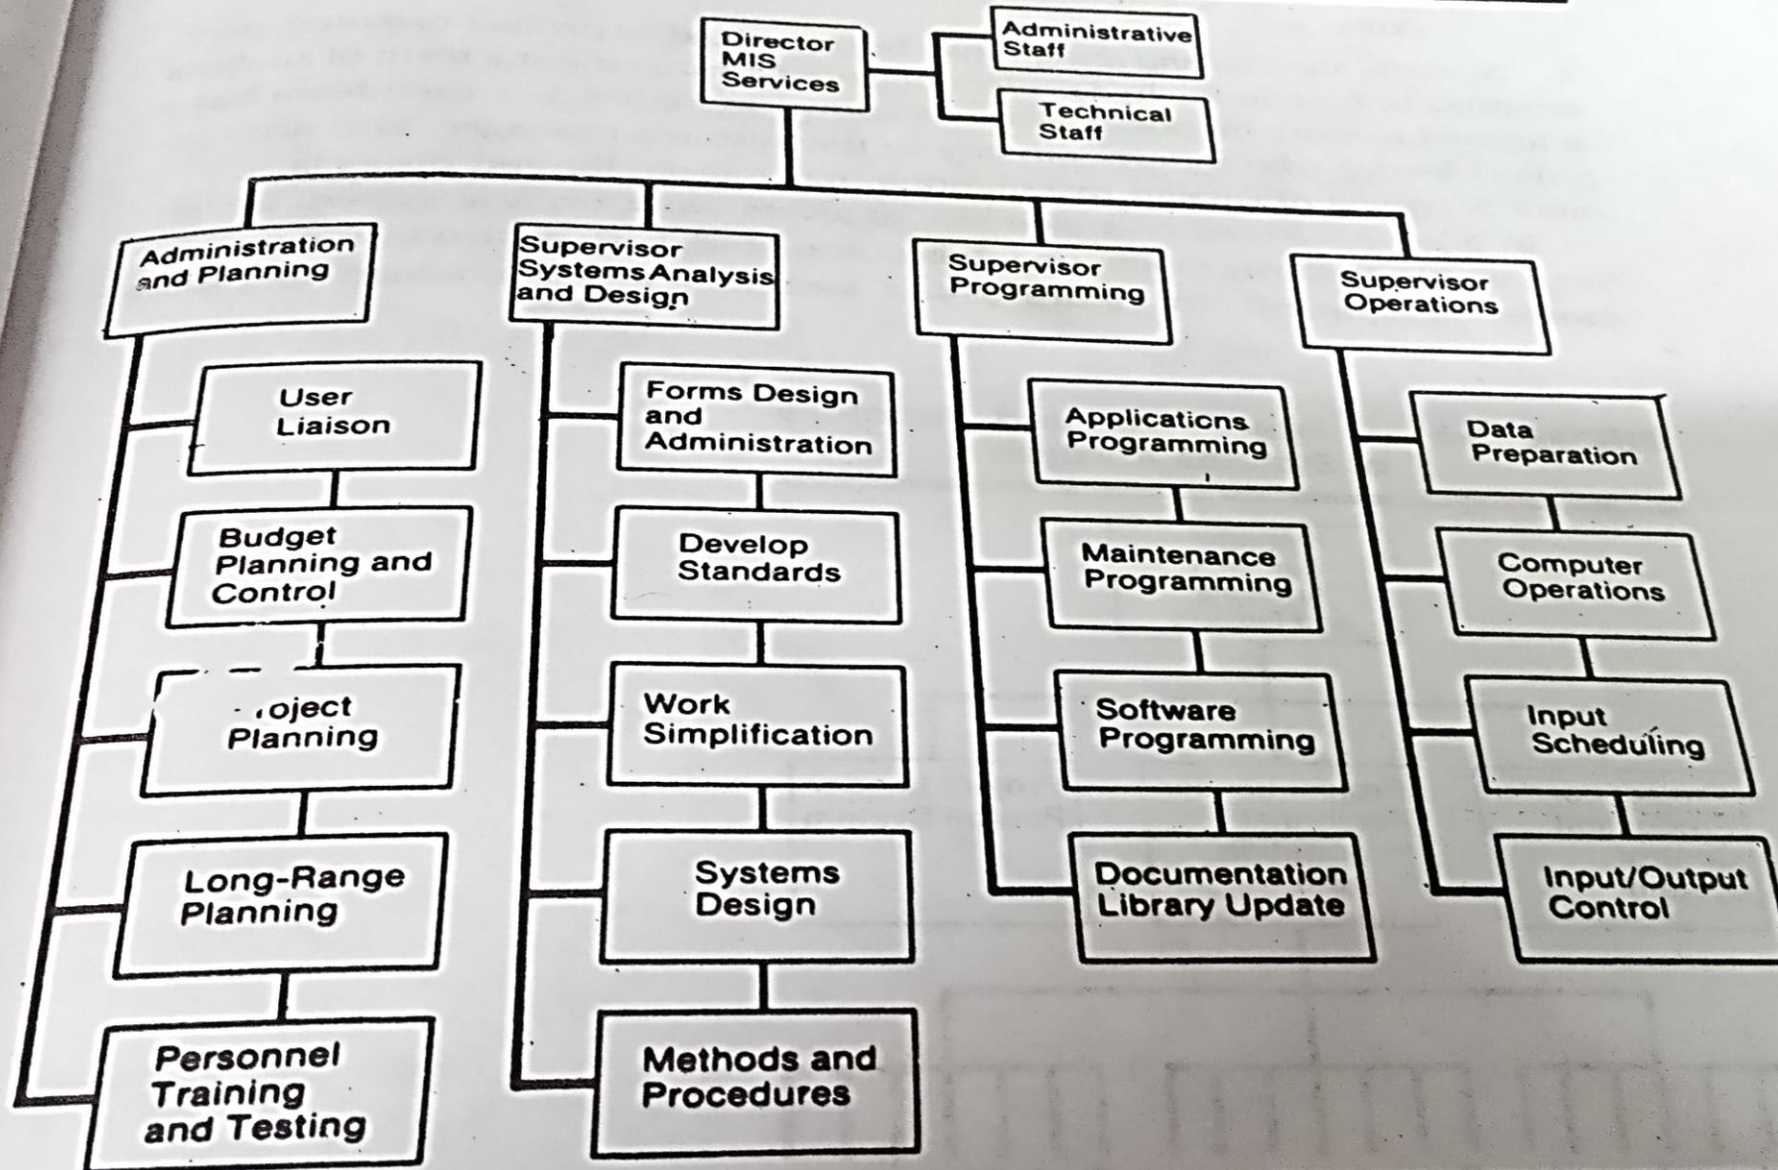 Director
MIS
Services
Administrative
Staff
Technical
Staff
Administration
and Planning
Supervisor
Systems Analysis
and Design
Supervisor
Programming
Supervisor
Operations
User
Liaison
Budget
Planning and
Control
oject
Planning
Long-Range
Planning
Personnel
Training
and Testing
Forms Design
and
Administration
Develop
Standards
Work
Simplification
Systems
Design
Methods and
Procedures
Applications
Programming
Maintenance
Programming
Software
Programming
Documentation
Library Update
Data
Preparation
Computer
Operations
Input
Scheduling
Input/Output
Control